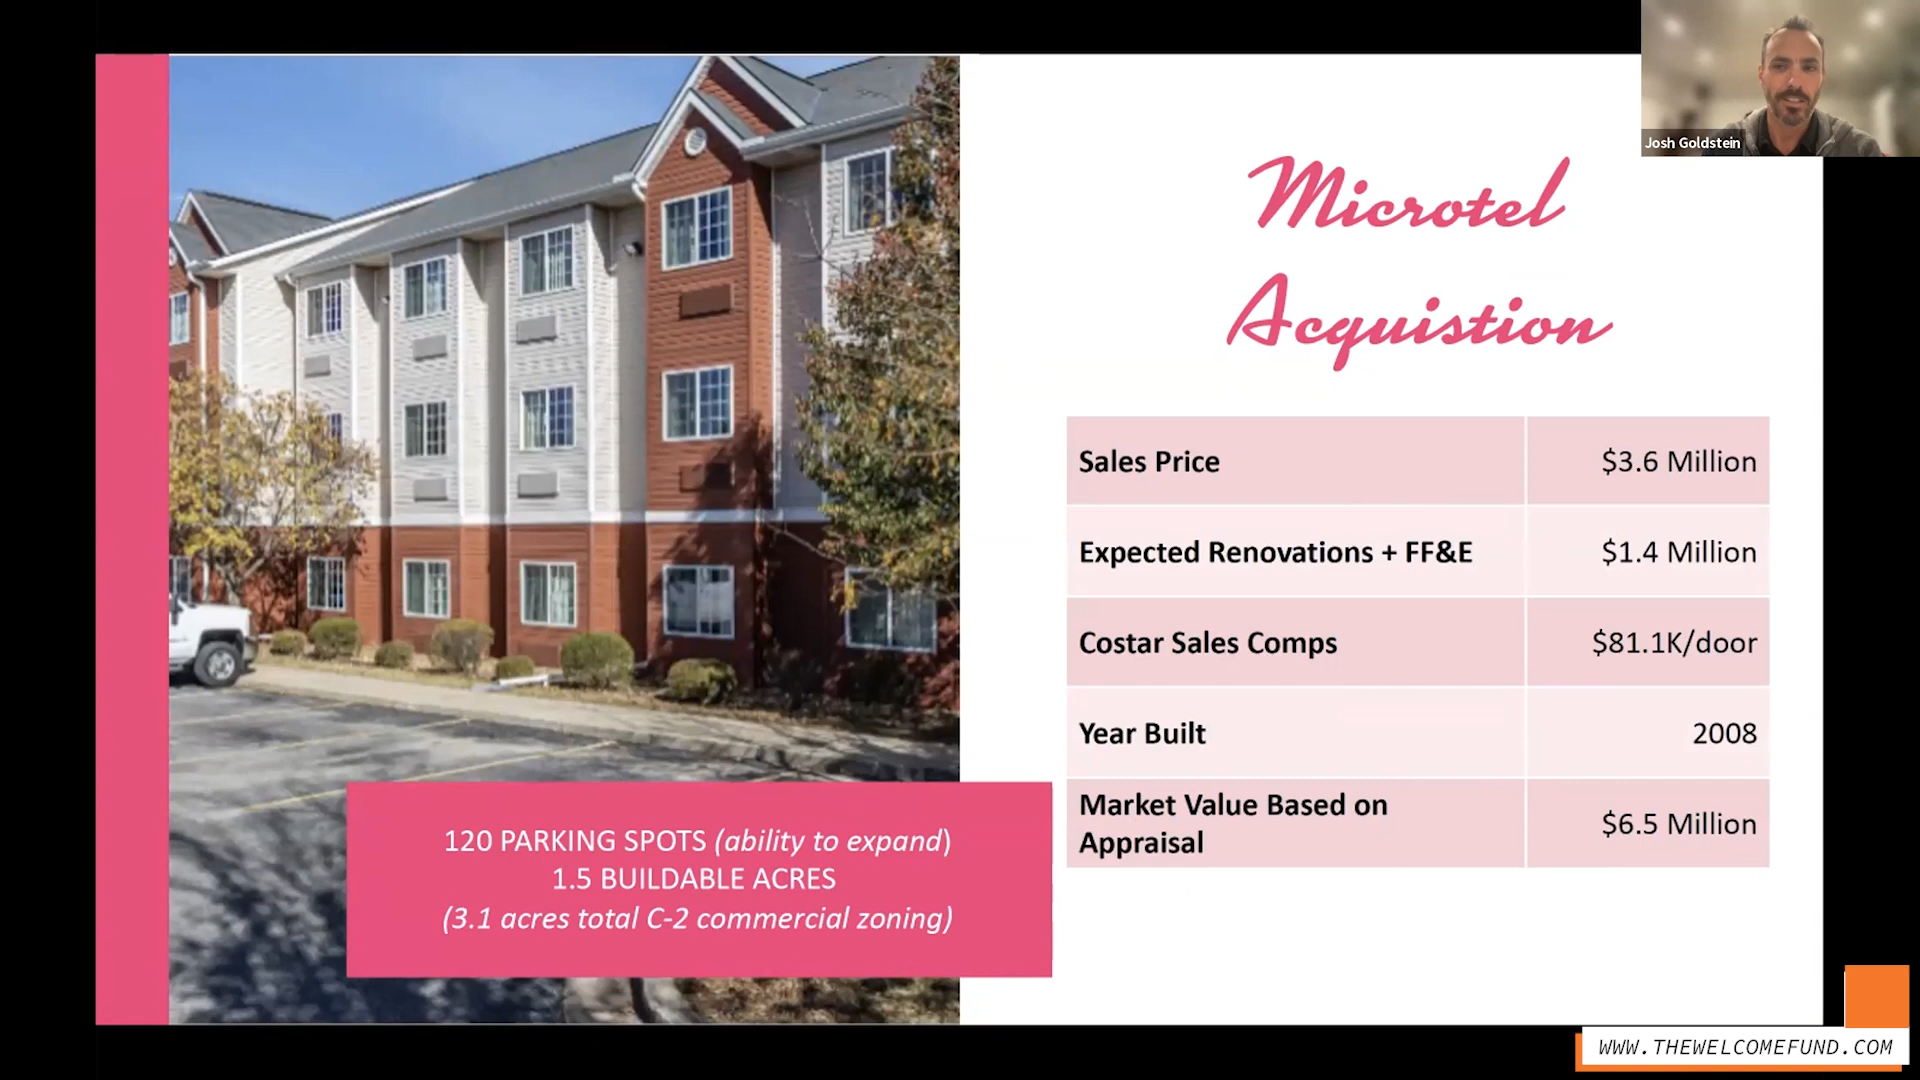 Josh Goldstein
Microtel
Acquistion
Sales Price $3.6 Million
Expected Renovations + FF&E $1.4 Million
Costar Sales Comps $81.1K/door
Year Built 2008
Market Value Based on
Appraisal $6.5 Million
120 PARKING SPOTS (ability to expand)
1.5 BUILDABLE ACRES
(3.1 acres total C-2 commercial zoning)
WWW.THEWELCOMEFUND.COM